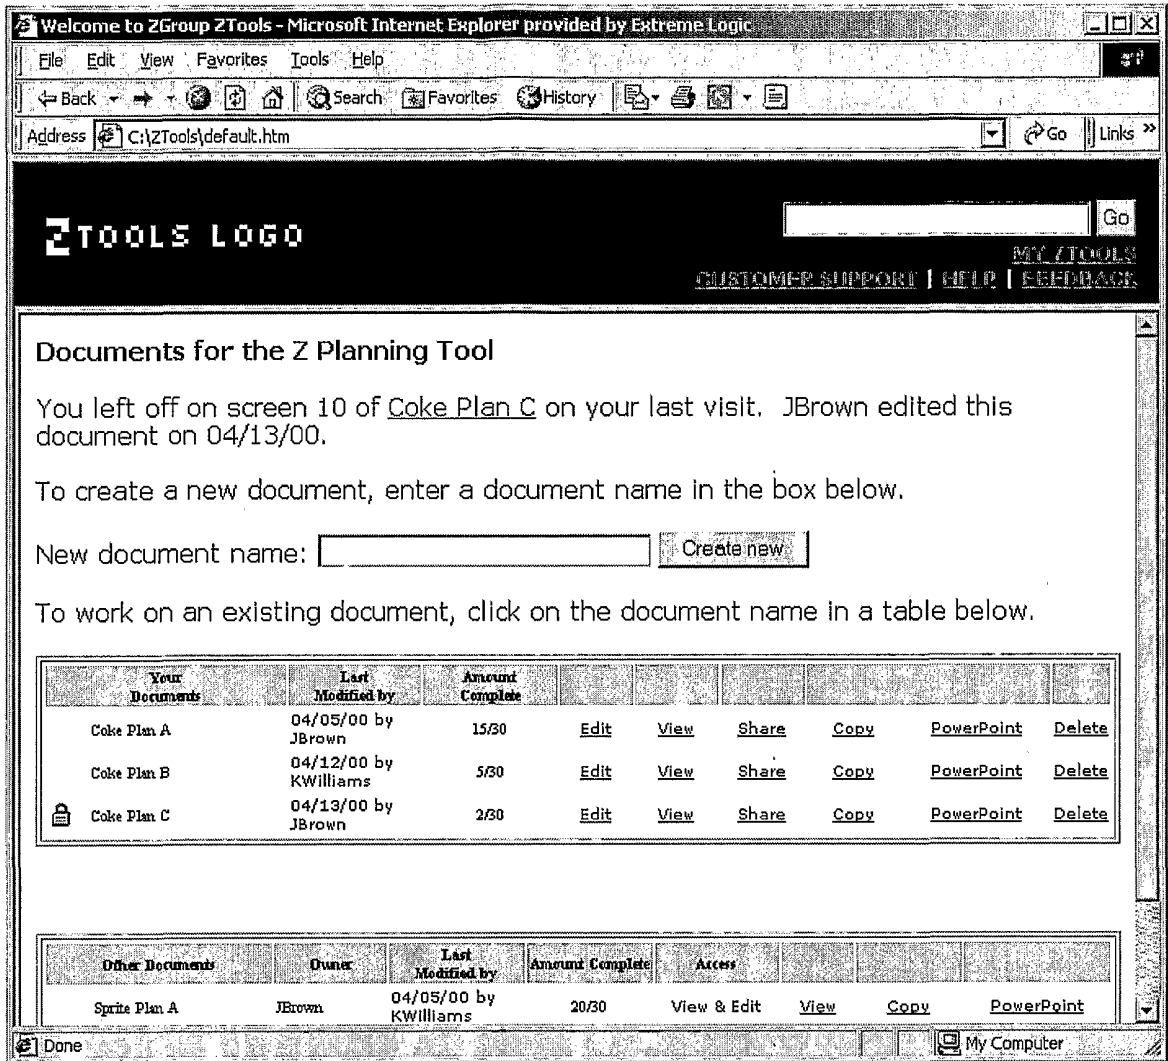 Welcome to ZGroup ZTools - Microsoft Internet Explorer provided by Extreme Logic
File Edit View Favorites Tools Help
Back Search Favorites History
Address C:\ZTools\default.htm Go Links »
ZTOOLS LOGO
Go
MY ZTOOLS
CUSTOMER SUPPORT | HELP | FEEDBACK
Documents for the Z Planning Tool
You left off on screen 10 of Coke Plan C on your last visit. JBrown edited this
document on 04/13/00.
To create a new document, enter a document name in the box below.
New document name: Create new
To work on an existing document, click on the document name in a table below.
Your Documents Last Modified by Amount Complete
Coke Plan A 04/05/00 by JBrown 15/30 Edit View Share Copy PowerPoint Delete
Coke Plan B 04/12/00 by KWilliams 5/30 Edit View Share Copy PowerPoint Delete
Coke Plan C 04/13/00 by JBrown 2/30 Edit View Share Copy PowerPoint Delete
Other Documents Owner Last Modified by Amount Complete Access
Sprite Plan A JBrown 04/05/00 by KWilliams 20/30 View & Edit View Copy PowerPoint
Done My Computer